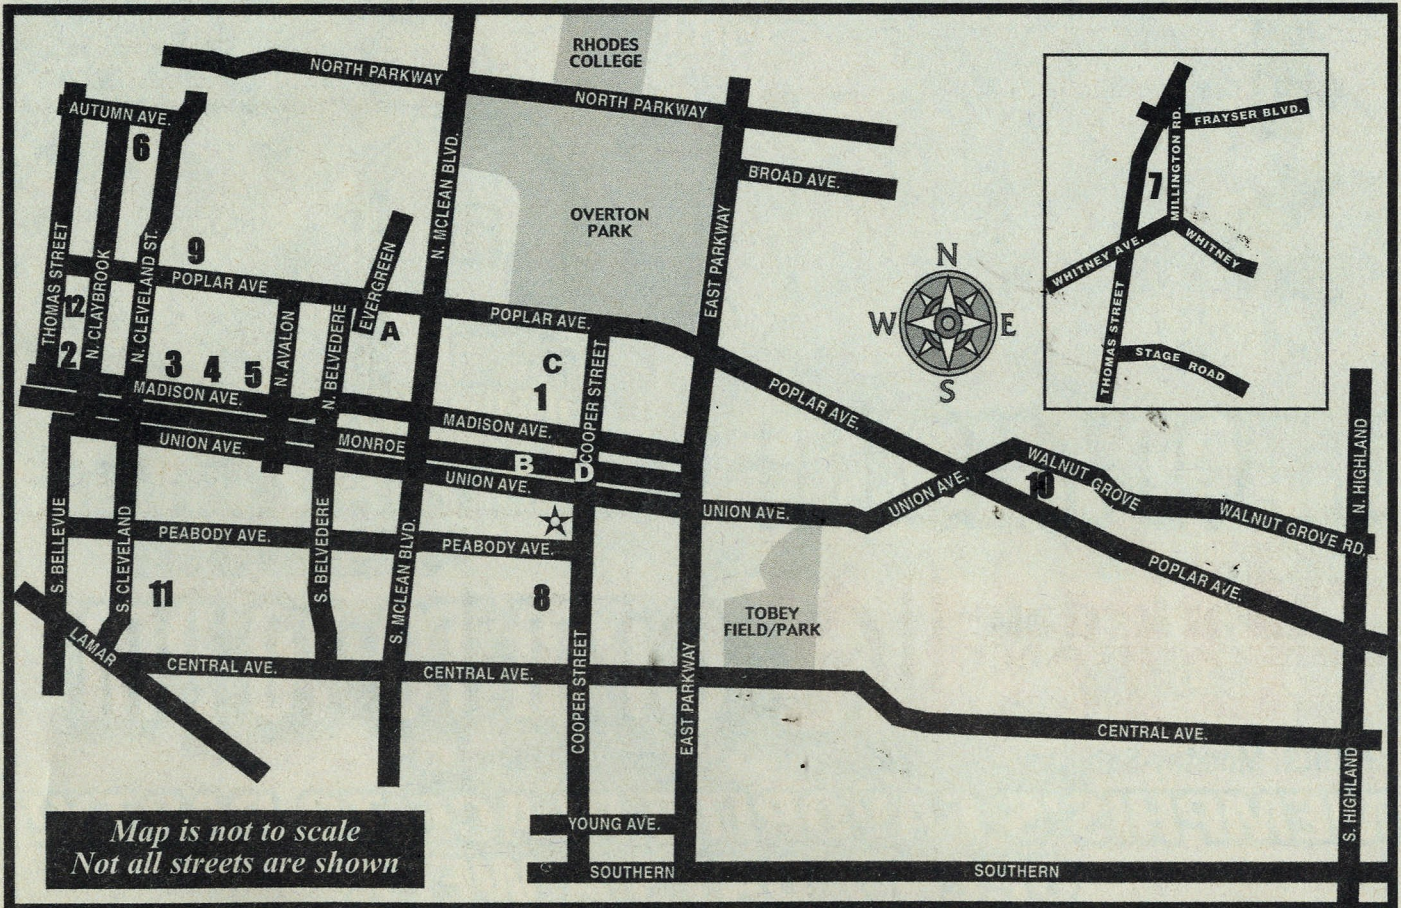 RHODES
COLLEGE
NORTH PARKWAY
NORTH PARKWAY
AUTUMN AVE.
6
N. MCLEAN BLVD.
BROAD AVE.
OVERTON
PARK
EAST PARKWAY
THOMAS STREET
N. CLAYBROOK
N. CLEVELAND ST.
9
POPLAR AVE
EVERGREEN
A
12
2
3
4
5
N. AVALON
N. BELVEDERE
POPLAR AVE.
C
1
COOPER STREET
MADISON AVE.
MADISON AVE.
POPLAR AVE.
N
W
E
S
MILLINGTON RD.
FRAYSER BLVD.
7
WHITNEY AVE.
WHITNEY
THOMAS STREET
STAGE ROAD
UNION AVE.
MONROE
B
D
UNION AVE.
UNION AVE.
UNION AVE.
WALNUT GROVE
10
WALNUT GROVE RD.
N. HIGHLAND
POPLAR AVE.
S. BELLEVUE
S. CLEVELAND
PEABODY AVE.
S. BELVEDERE
S. MCLEAN BLVD.
PEABODY AVE.
11
8
TOBEY
FIELD/PARK
LAMAR
CENTRAL AVE.
CENTRAL AVE.
COOPER STREET
EAST PARKWAY
CENTRAL AVE.
S. HIGHLAND
Map is not to scale
Not all streets are shown
YOUNG AVE.
SOUTHERN
SOUTHERN